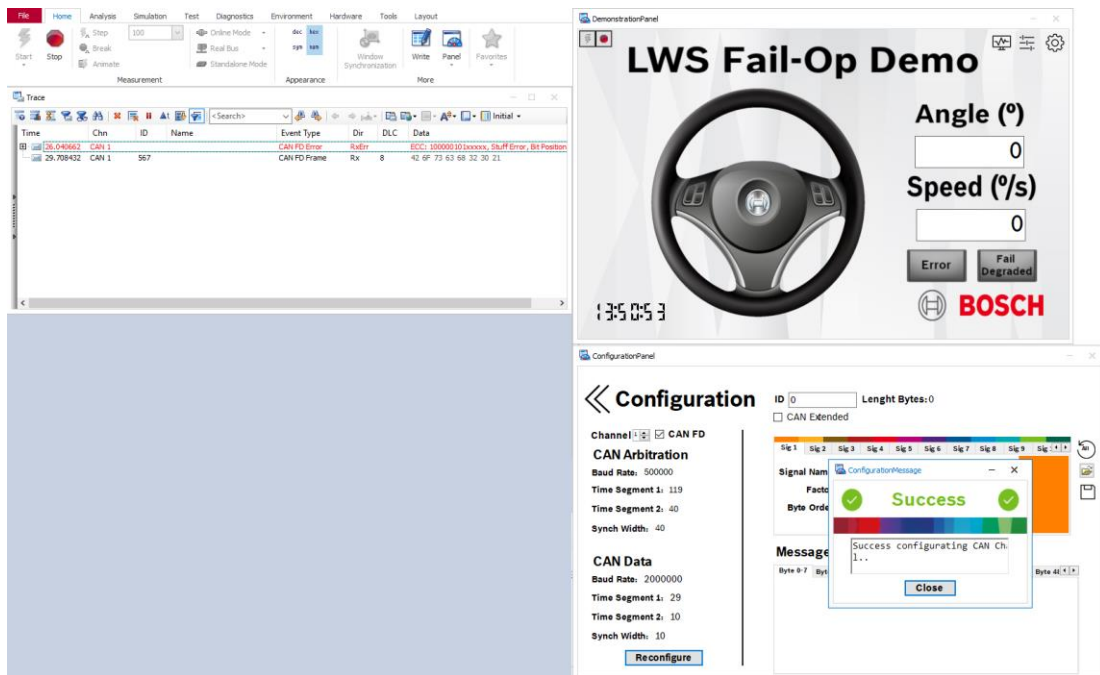 File Home Analysis Simulation Test Diagnostics Environment Hardware Tools Layout
Start Stop
Step 100
Break
Animate
Online Mode
Real Bus
Standalone Mode
dec hex
sym num
Window Synchronization
Write Panel Favorites
Measurement Appearance More
Trace
<Search> Initial
Time Chn ID Name Event Type Dir DLC Data
26.040662 CAN 1 CAN FD Error RxErr ECC: 100000101xxxxx, Stuff Error, Bit Position
29.708432 CAN 1 567 CAN FD Frame Rx 8 42 6F 73 63 68 32 30 21
DemonstrationPanel
LWS Fail-Op Demo
Angle (º)
0
Speed (º/s)
0
Error
Fail
Degraded
13:50:53
BOSCH
ConfigurationPanel
Configuration
Channel 1 CAN FD
CAN Arbitration
Baud Rate: 500000
Time Segment 1: 119
Time Segment 2: 40
Synch Width: 40
CAN Data
Baud Rate: 2000000
Time Segment 1: 29
Time Segment 2: 10
Synch Width: 10
Reconfigure
ID 0 Lenght Bytes: 0
CAN Extended
Sig 1 Sig 2 Sig 3 Sig 4 Sig 5 Sig 6 Sig 7 Sig 8 Sig 9 Sig
All
Signal Nam
Facto
Byte Orde
ConfigurationMessage
Success
Success configurating CAN Ch
1..
Close
Message
Byte 0-7 Byt Byte 4